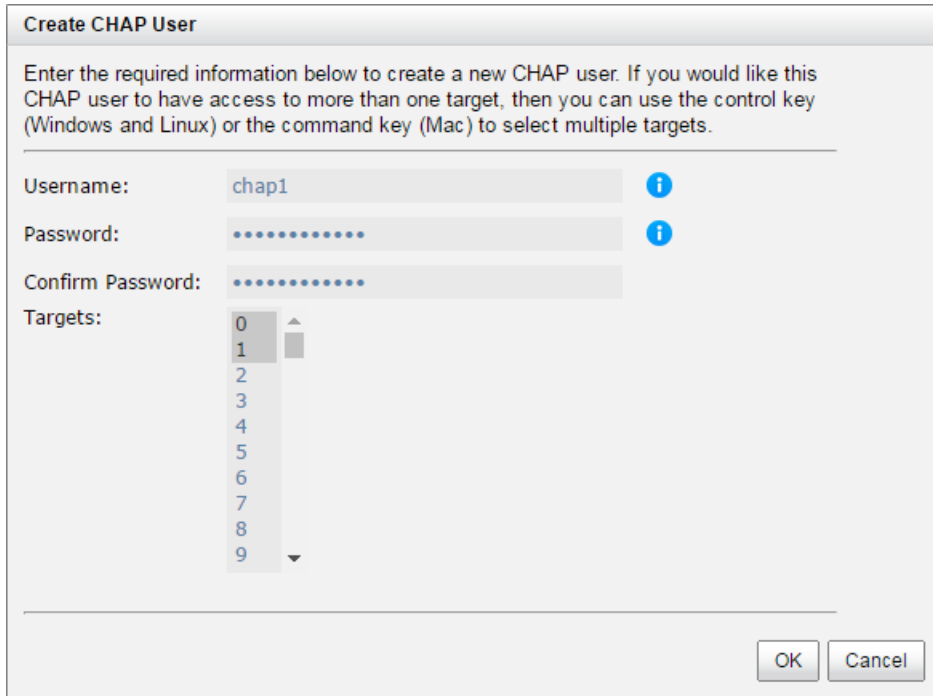 Create CHAP User
Enter the required information below to create a new CHAP user. If you would like this
CHAP user to have access to more than one target, then you can use the control key
(Windows and Linux) or the command key (Mac) to select multiple targets.
Username: chap1
Password: ••••••••••••
Confirm Password: ••••••••••••
Targets:
0
1
2
3
4
5
6
7
8
9
OK Cancel